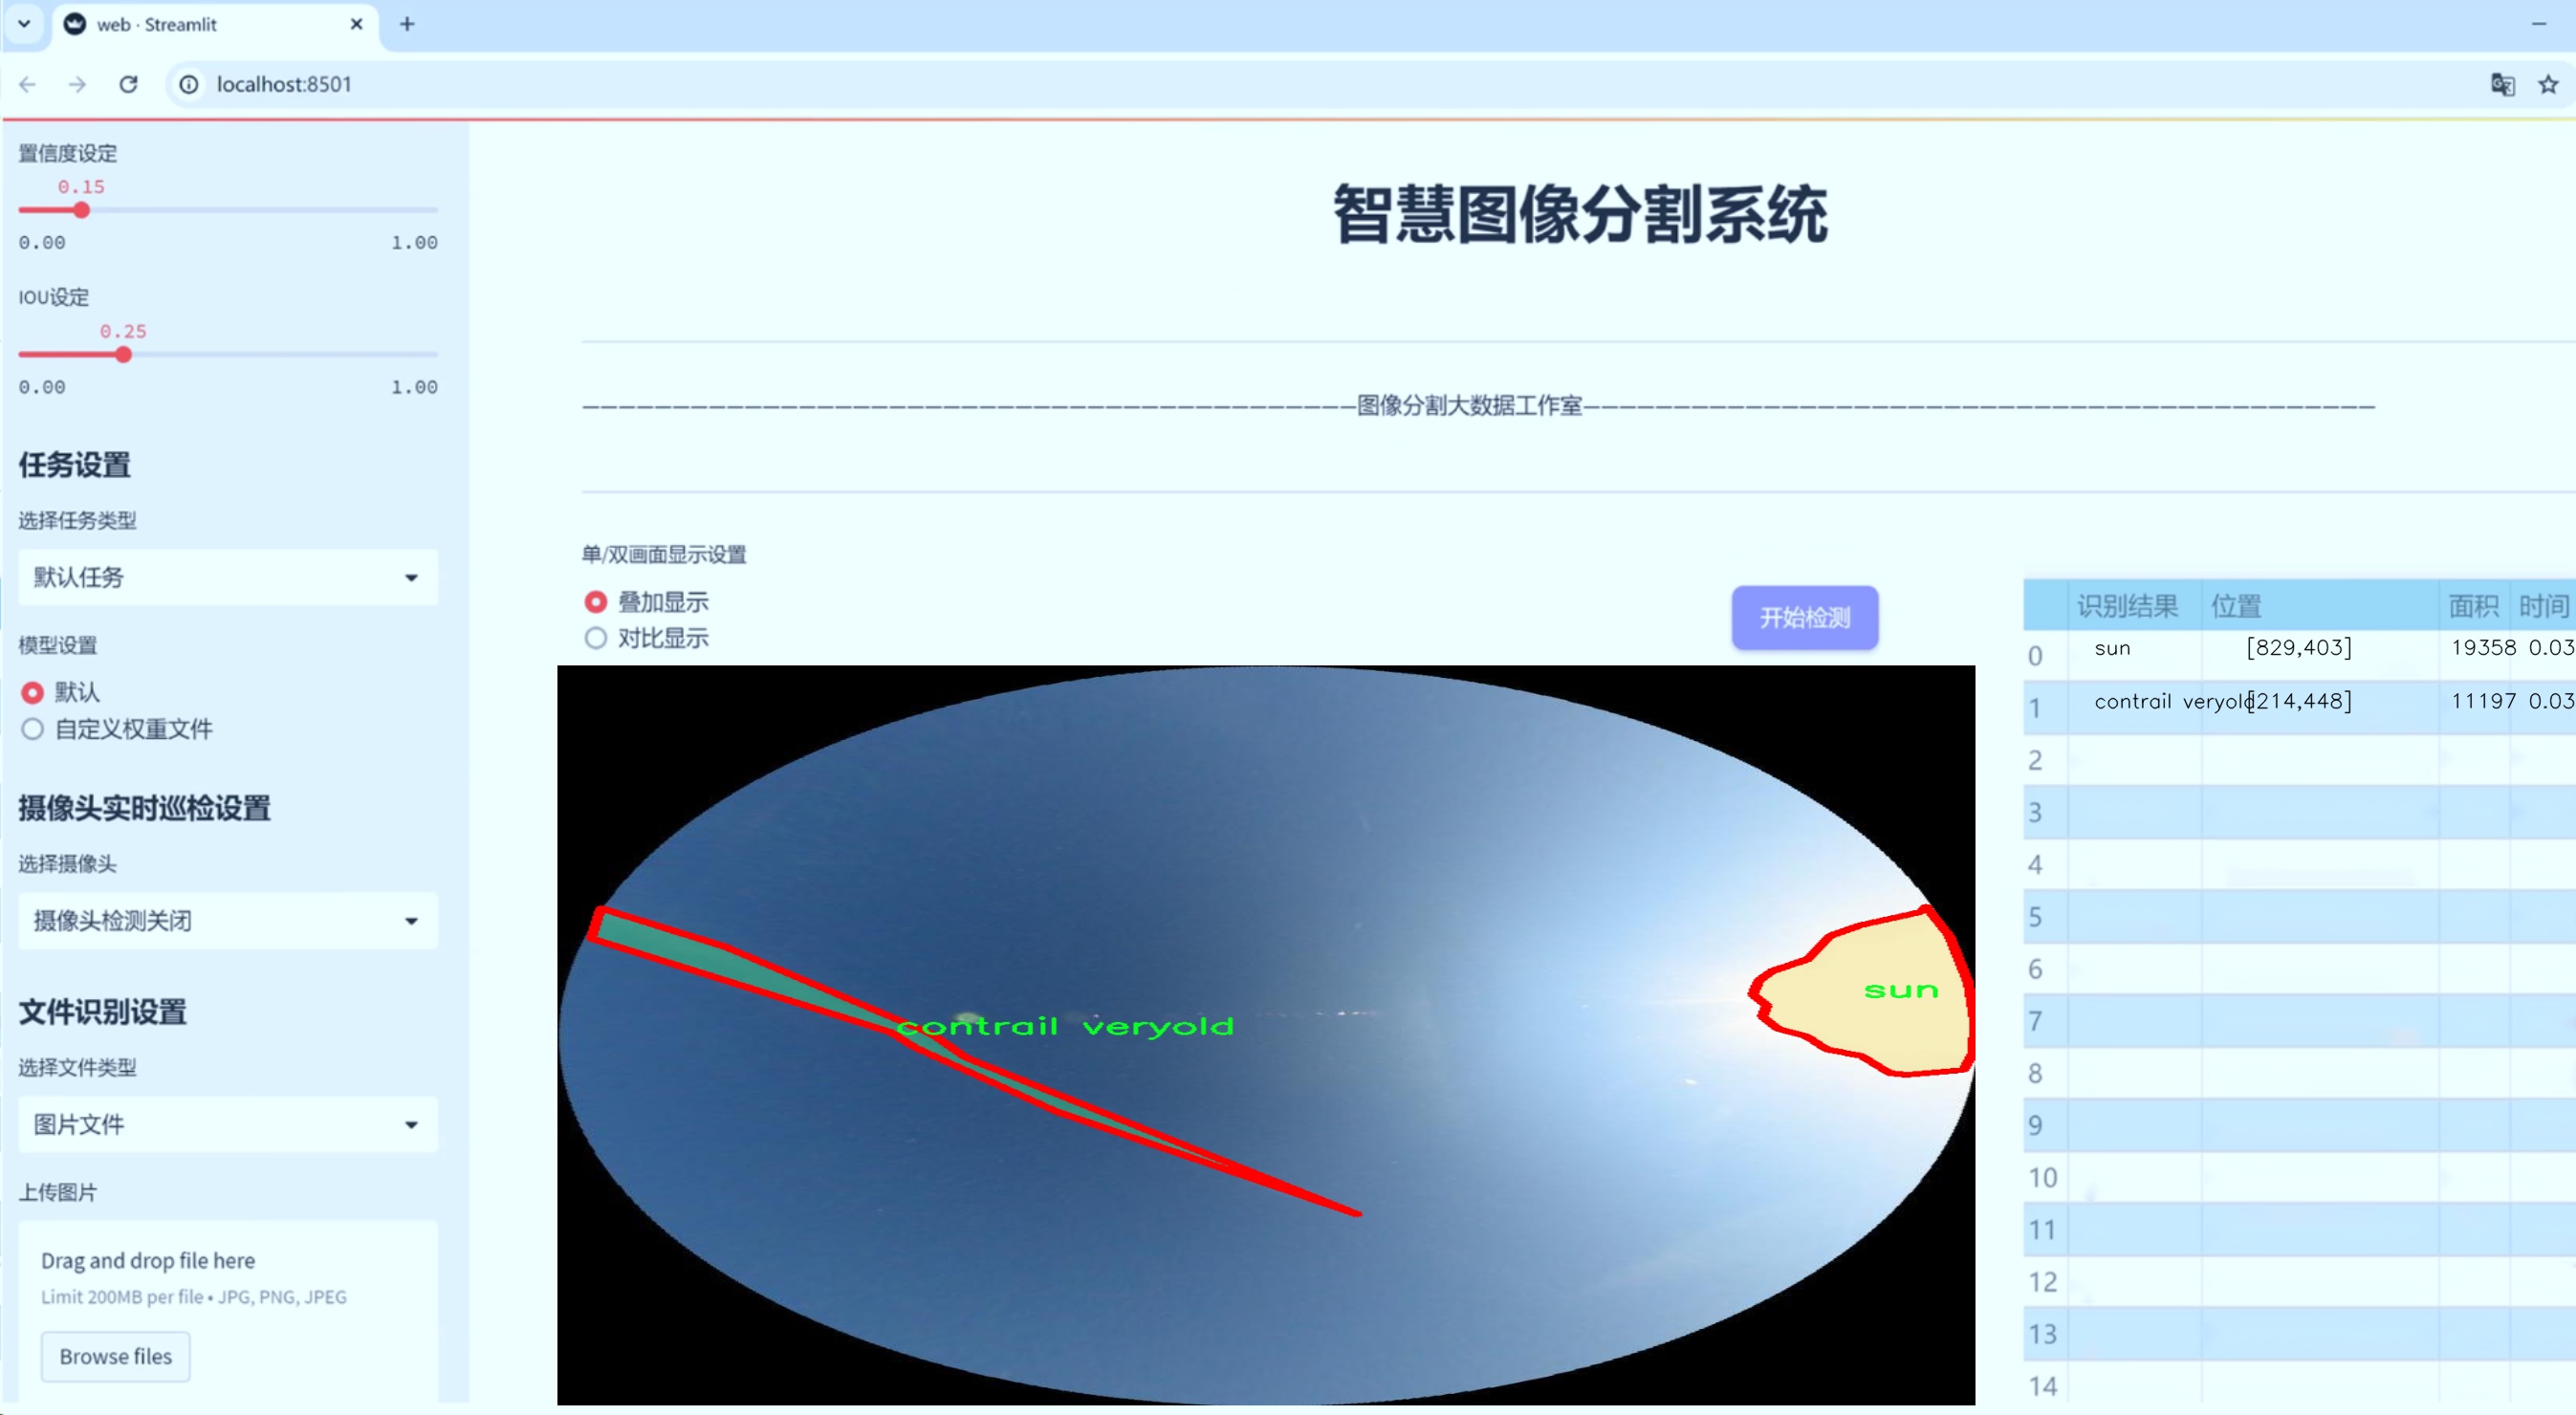 web · Streamlit
localhost:8501
置信度设定
0.15
0.00 1.00
IOU设定
0.25
0.00 1.00
任务设置
选择任务类型
默认任务
模型设置
默认
自定义权重文件
摄像头实时巡检设置
选择摄像头
摄像头检测关闭
文件识别设置
选择文件类型
图片文件
上传图片
Drag and drop file here
Limit 200MB per file • JPG, PNG, JPEG
Browse files
智慧图像分割系统
———————————————————————————————————————————图像分割大数据工作室————————————————————————————————————————————
单/双画面显示设置
叠加显示
对比显示
开始检测
contrail veryold
sun
识别结果 位置 面积 时间
0 sun [829,403] 19358 0.03
1 contrail veryold [214,448] 11197 0.03
2
3
4
5
6
7
8
9
10
11
12
13
14